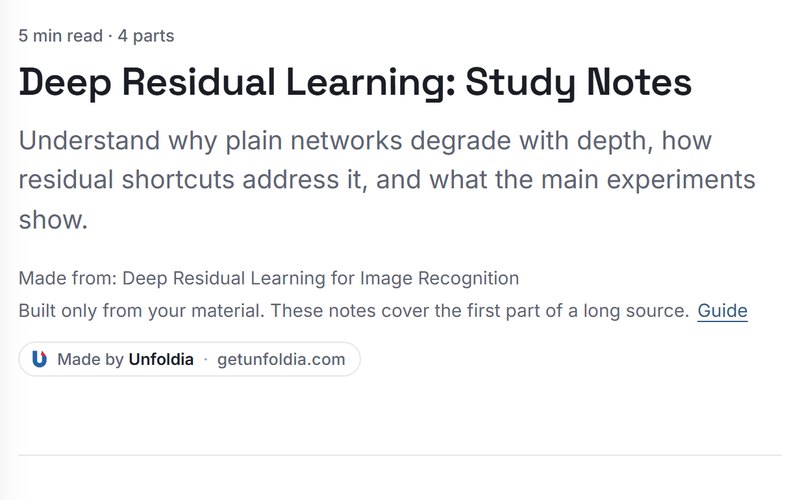 5 min read · 4 parts
Deep Residual Learning: Study Notes
Understand why plain networks degrade with depth, how
residual shortcuts address it, and what the main experiments
show.
Made from: Deep Residual Learning for Image Recognition
Built only from your material. These notes cover the first part of a long source. Guide
Made by Unfoldia · getunfoldia.com